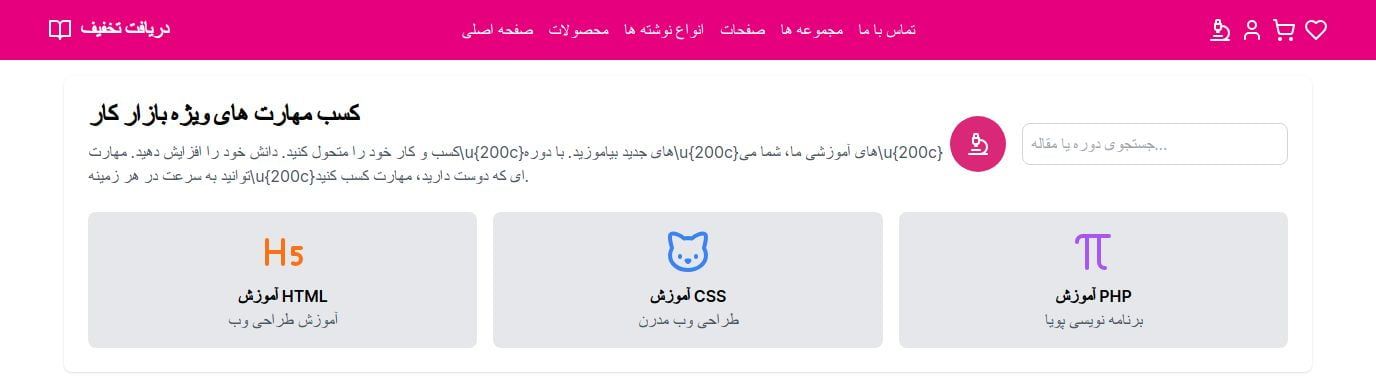 دریافت تخفیف
صفحه اصلی محصولات انواع نوشته ها صفحات مجموعه ها تماس با ما
کسب مهارت های ویژه بازار کار
کسب و کار خود را متحول کنید. دانش خود را افزایش دهید. مهارت\u{200c}های جدید بیاموزید. با دوره\u{200c}های آموزشی ما، شما می\u{200c}
توانید به سرعت در هر زمینه\u{200c}ای که دوست دارید، مهارت کسب کنید.
جستجوی دوره یا مقاله...
آموزش HTML
آموزش طراحی وب
آموزش CSS
طراحی وب مدرن
آموزش PHP
برنامه نویسی پویا